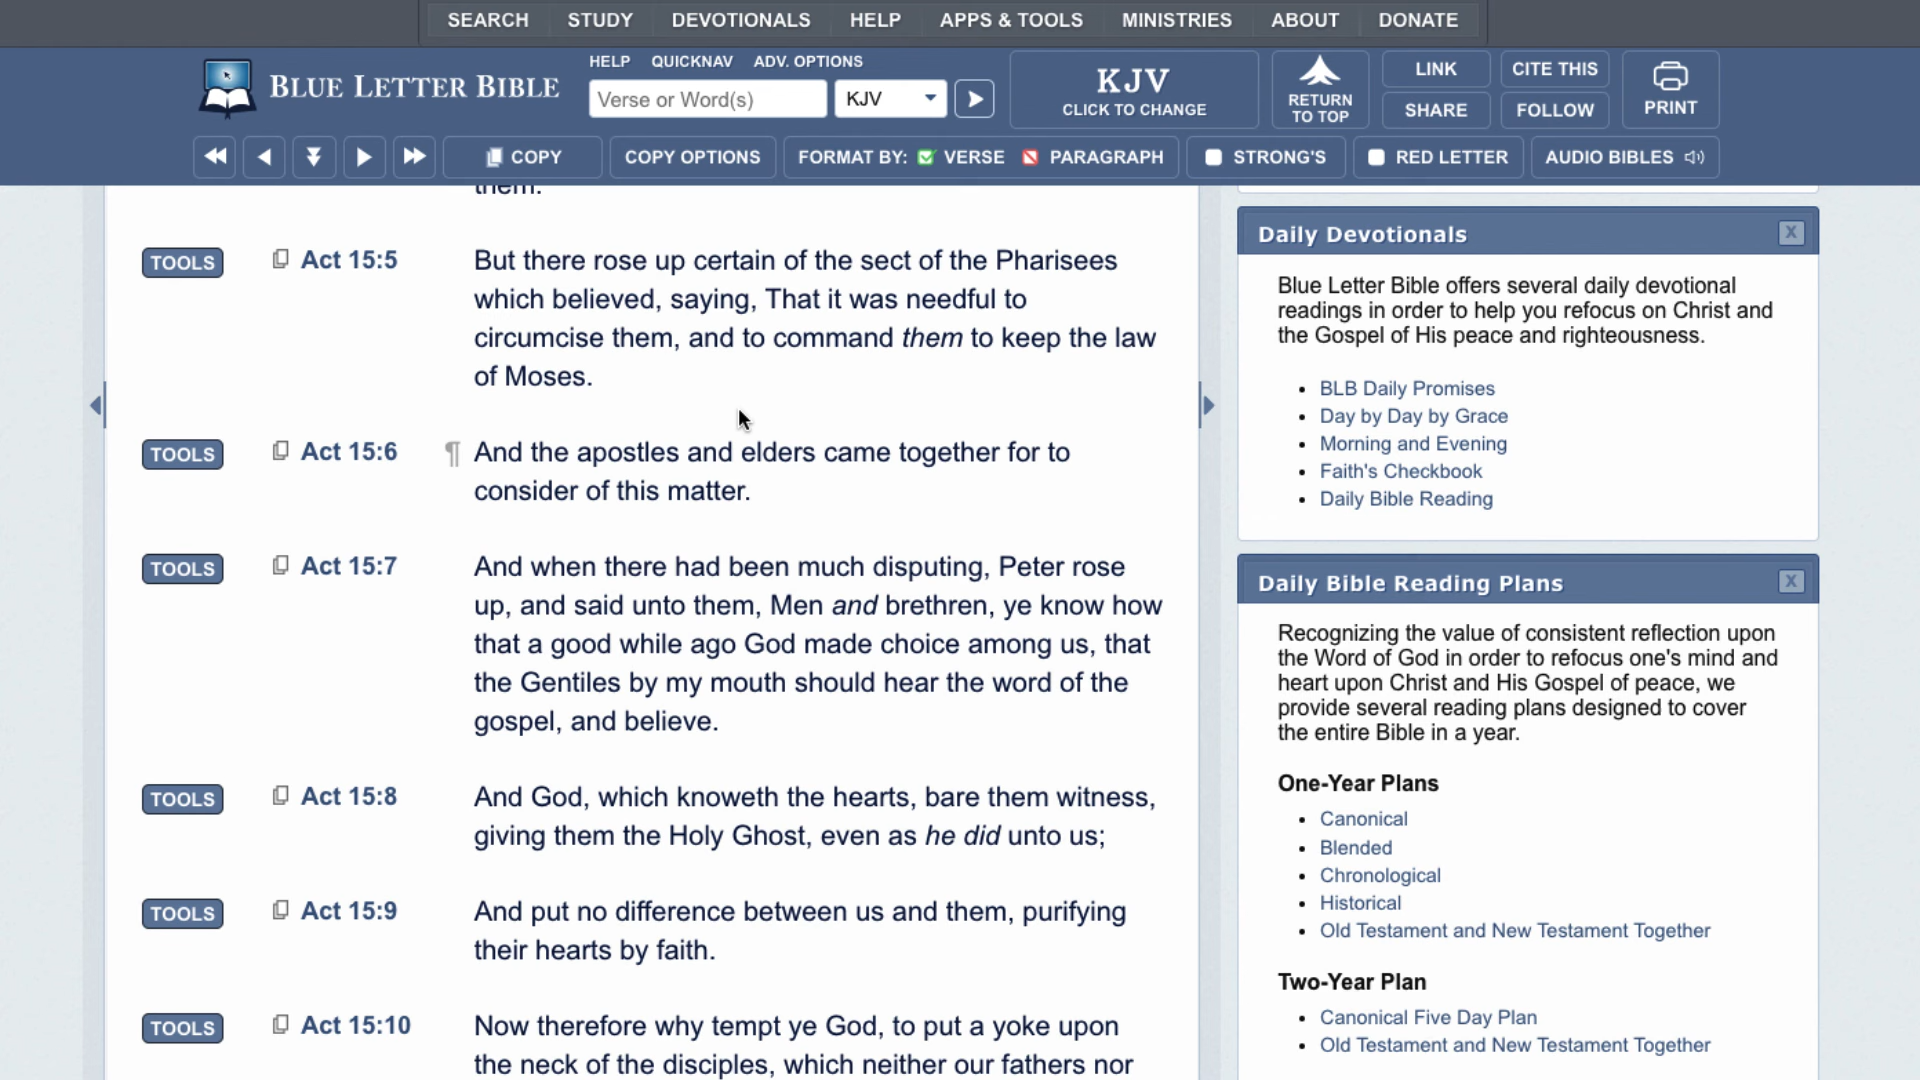 SEARCH STUDY DEVOTIONALS HELP APPS & TOOLS MINISTRIES ABOUT DONATE
BLUE LETTER BIBLE
HELP QUICKNAV ADV. OPTIONS
Verse or Word(s) KJV
KJV
CLICK TO CHANGE
RETURN
TO TOP
LINK CITE THIS
SHARE FOLLOW
PRINT
COPY COPY OPTIONS FORMAT BY: VERSE PARAGRAPH STRONG'S RED LETTER AUDIO BIBLES
them.
TOOLS Act 15:5 But there rose up certain of the sect of the Pharisees
which believed, saying, That it was needful to
circumcise them, and to command them to keep the law
of Moses.
TOOLS Act 15:6 ¶ And the apostles and elders came together for to
consider of this matter.
TOOLS Act 15:7 And when there had been much disputing, Peter rose
up, and said unto them, Men and brethren, ye know how
that a good while ago God made choice among us, that
the Gentiles by my mouth should hear the word of the
gospel, and believe.
TOOLS Act 15:8 And God, which knoweth the hearts, bare them witness,
giving them the Holy Ghost, even as he did unto us;
TOOLS Act 15:9 And put no difference between us and them, purifying
their hearts by faith.
TOOLS Act 15:10 Now therefore why tempt ye God, to put a yoke upon
the neck of the disciples, which neither our fathers nor
Daily Devotionals X
Blue Letter Bible offers several daily devotional
readings in order to help you refocus on Christ and
the Gospel of His peace and righteousness.
• BLB Daily Promises
• Day by Day by Grace
• Morning and Evening
• Faith's Checkbook
• Daily Bible Reading
Daily Bible Reading Plans X
Recognizing the value of consistent reflection upon
the Word of God in order to refocus one's mind and
heart upon Christ and His Gospel of peace, we
provide several reading plans designed to cover
the entire Bible in a year.
One-Year Plans
• Canonical
• Blended
• Chronological
• Historical
• Old Testament and New Testament Together
Two-Year Plan
• Canonical Five Day Plan
• Old Testament and New Testament Together